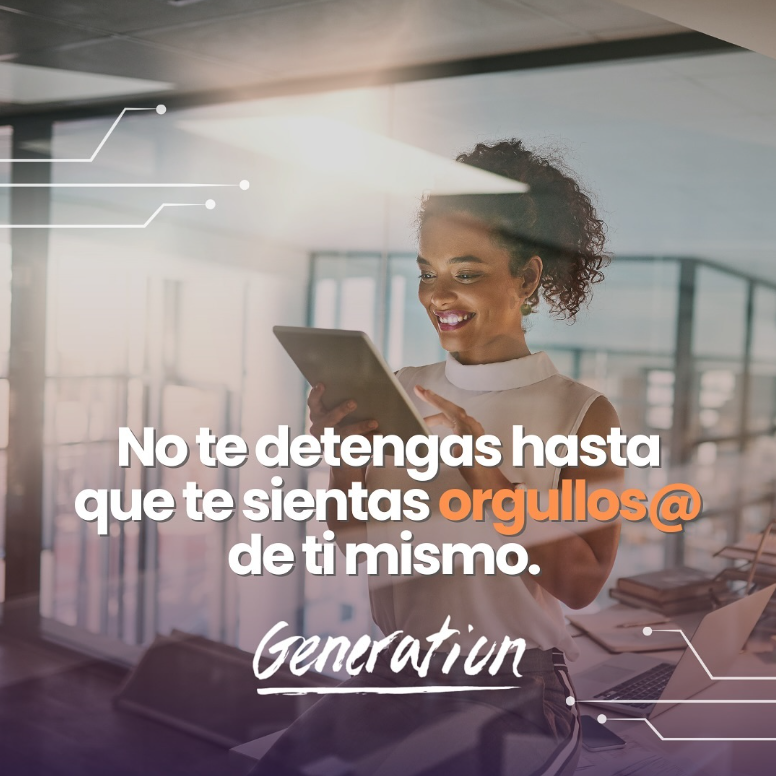 No te detengas hasta
que te sientas orgullos@
de ti mismo.
Generation